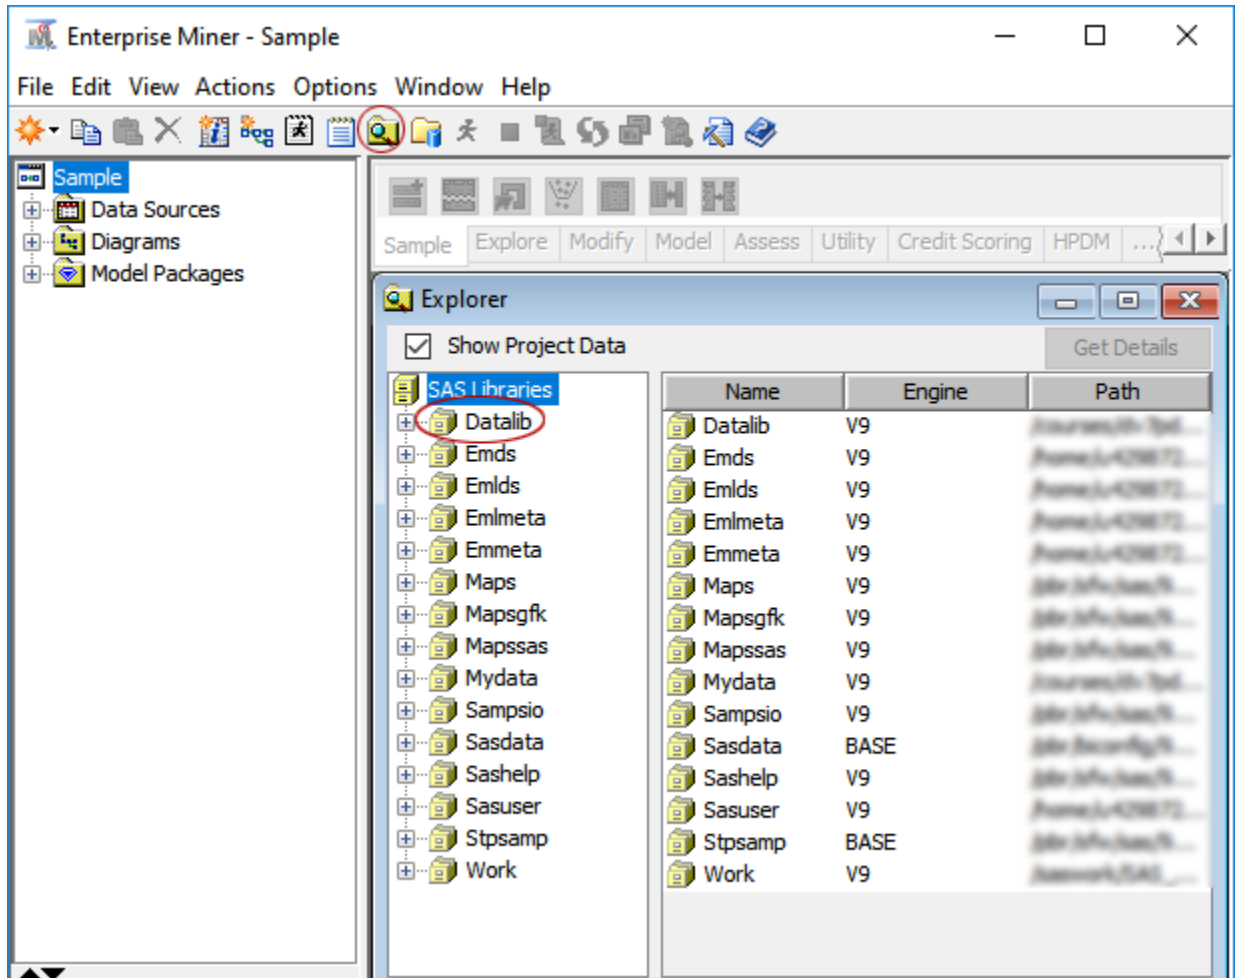 Enterprise Miner - Sample
File Edit View Actions Options Window Help
Sample
Data Sources
Diagrams
Model Packages
Sample Explore Modify Model Assess Utility Credit Scoring HPDM ...
Explorer
Show Project Data Get Details
SAS Libraries
Datalib
Emds
Emlds
Emlmeta
Emmeta
Maps
Mapsgfk
Mapssas
Mydata
Sampsio
Sasdata
Sashelp
Sasuser
Stpsamp
Work
Name Engine Path
Datalib V9
Emds V9
Emlds V9
Emlmeta V9
Emmeta V9
Maps V9
Mapsgfk V9
Mapssas V9
Mydata V9
Sampsio V9
Sasdata BASE
Sashelp V9
Sasuser V9
Stpsamp BASE
Work V9